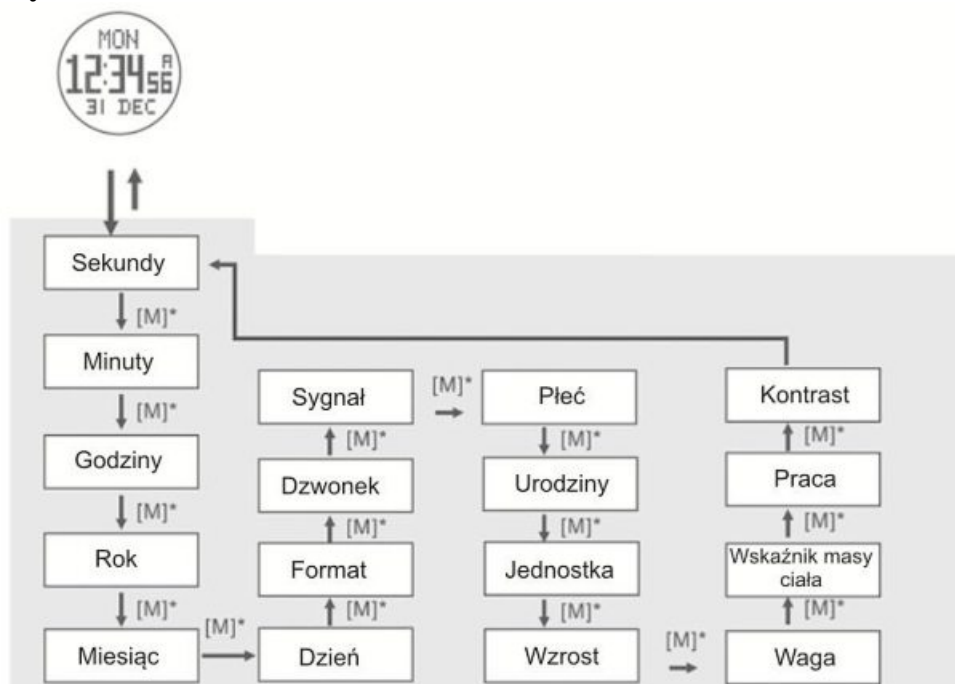 MON
12:34 56 A
31 DEC
Sekundy
[M]*
Minuty
[M]*
Godziny
[M]*
Rok
[M]*
Miesiąc
[M]*
Dzień
[M]*
Format
[M]*
Dzwonek
[M]*
Sygnał
[M]*
Płeć
[M]*
Urodziny
[M]*
Jednostka
[M]*
Wzrost
[M]*
Waga
[M]*
Wskaźnik masy
ciała
[M]*
Praca
[M]*
Kontrast